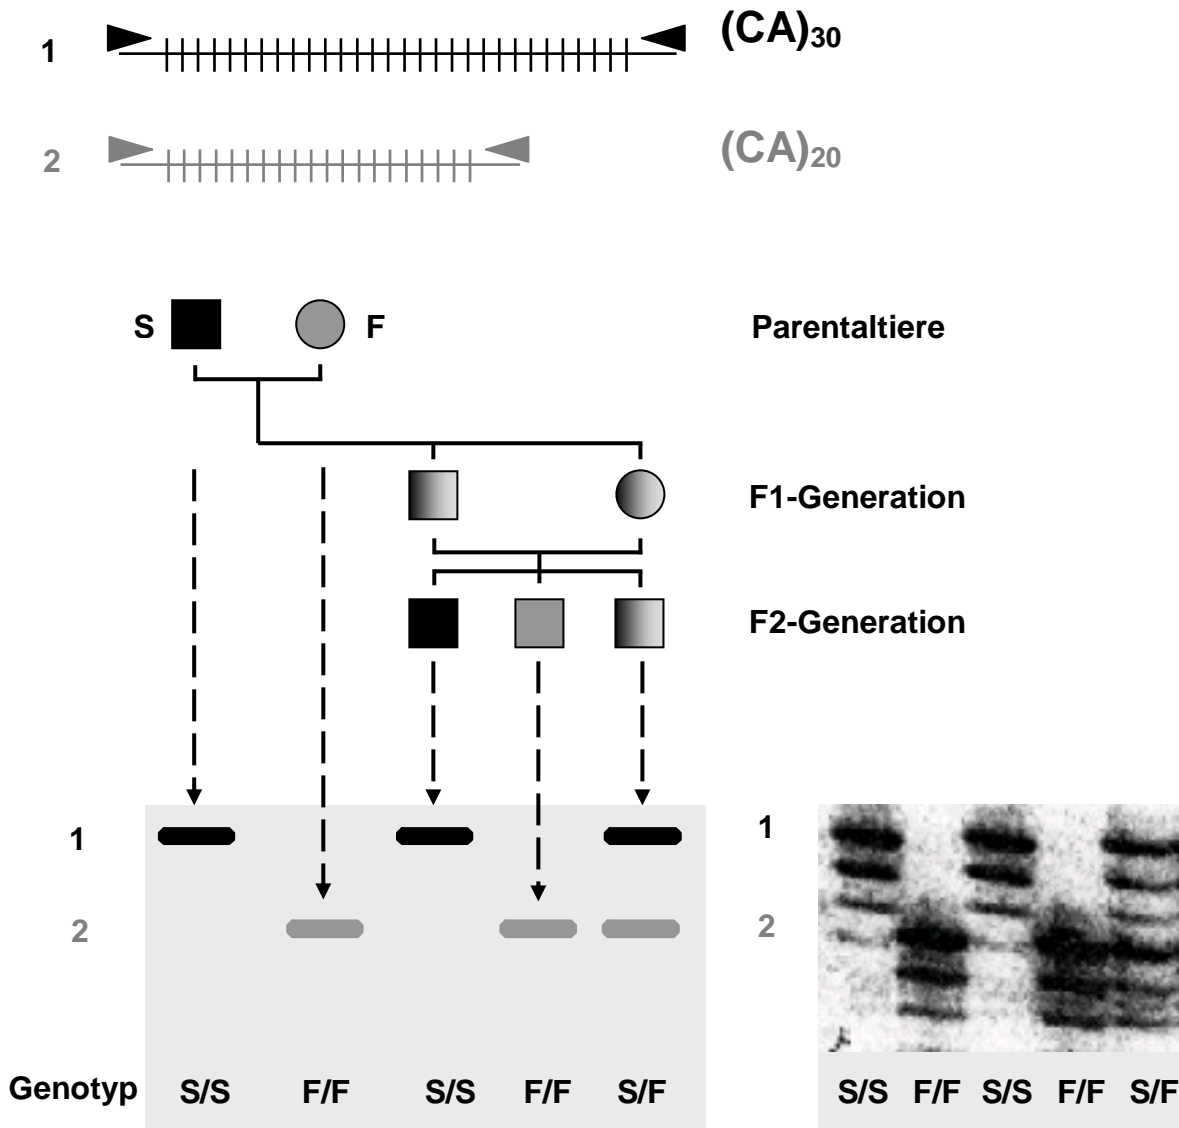 1 (CA)30
2 (CA)20
S F Parentaltiere
F1-Generation
F2-Generation
1 1
2 2
Genotyp S/S F/F S/S F/F S/F S/S F/F S/S F/F S/F